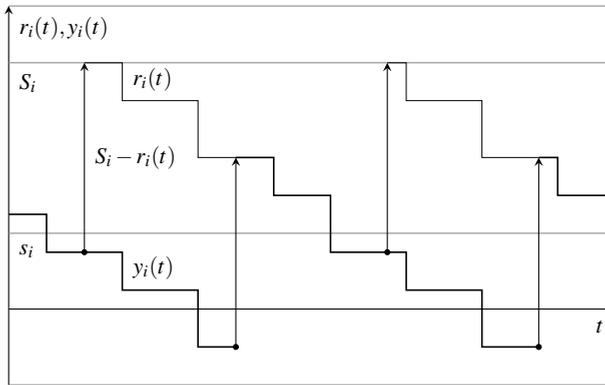 r_i(t), y_i(t)
S_i
r_i(t)
S_i − r_i(t)
s_i
y_i(t)
t